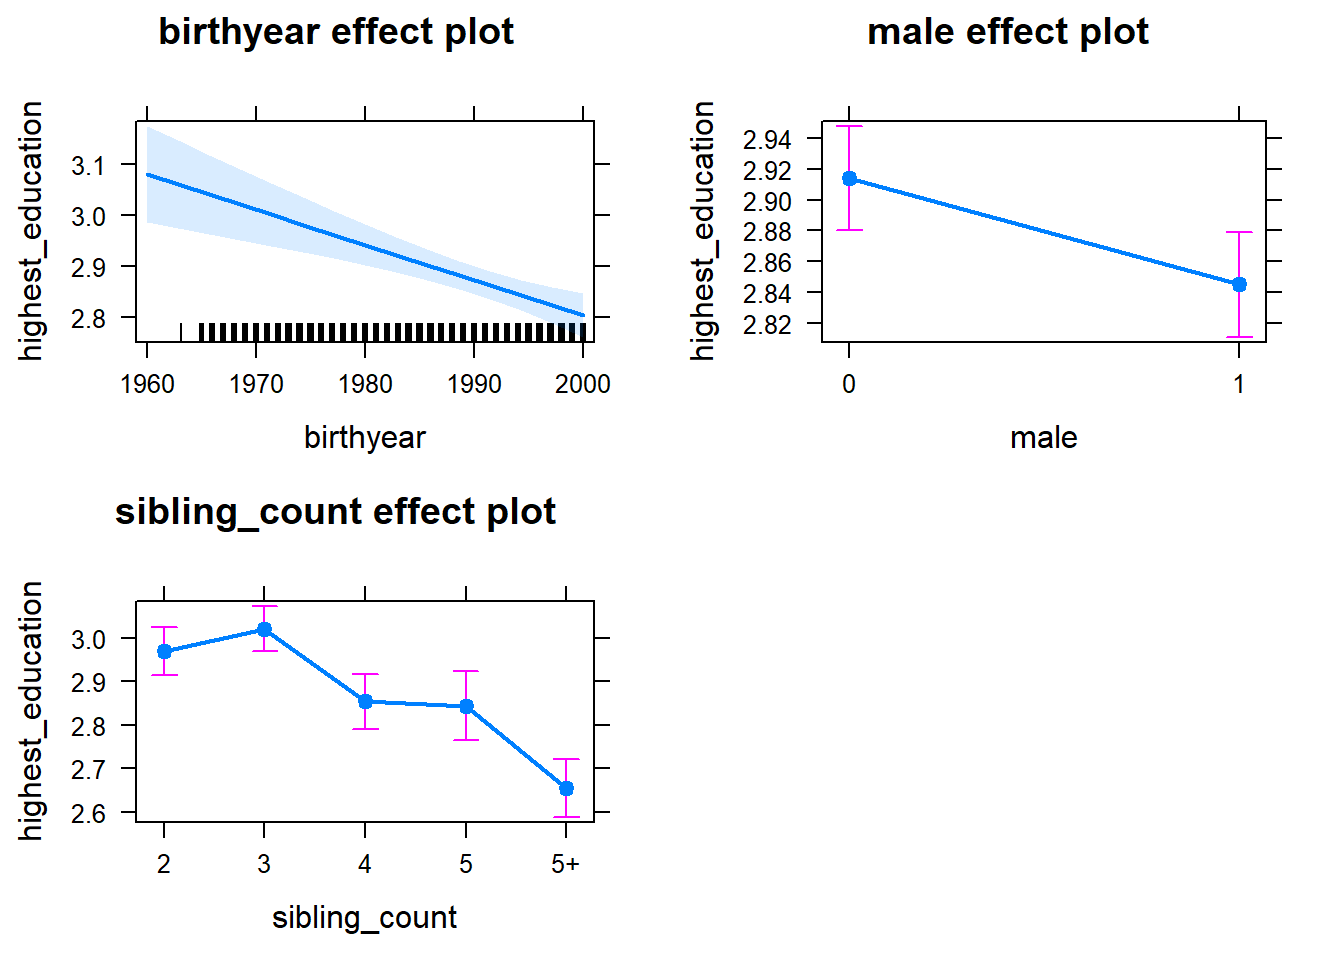 birthyear effect plot
highest_education
3.1
3.0
2.9
2.8
1960 1970 1980 1990 2000
birthyear
male effect plot
highest_education
2.94
2.92
2.90
2.88
2.86
2.84
2.82
0 1
male
sibling_count effect plot
highest_education
3.0
2.9
2.8
2.7
2.6
2 3 4 5 5+
sibling_count